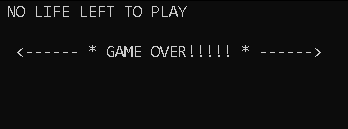 NO LIFE LEFT TO PLAY
<------ * GAME OVER!!!!! * ------>